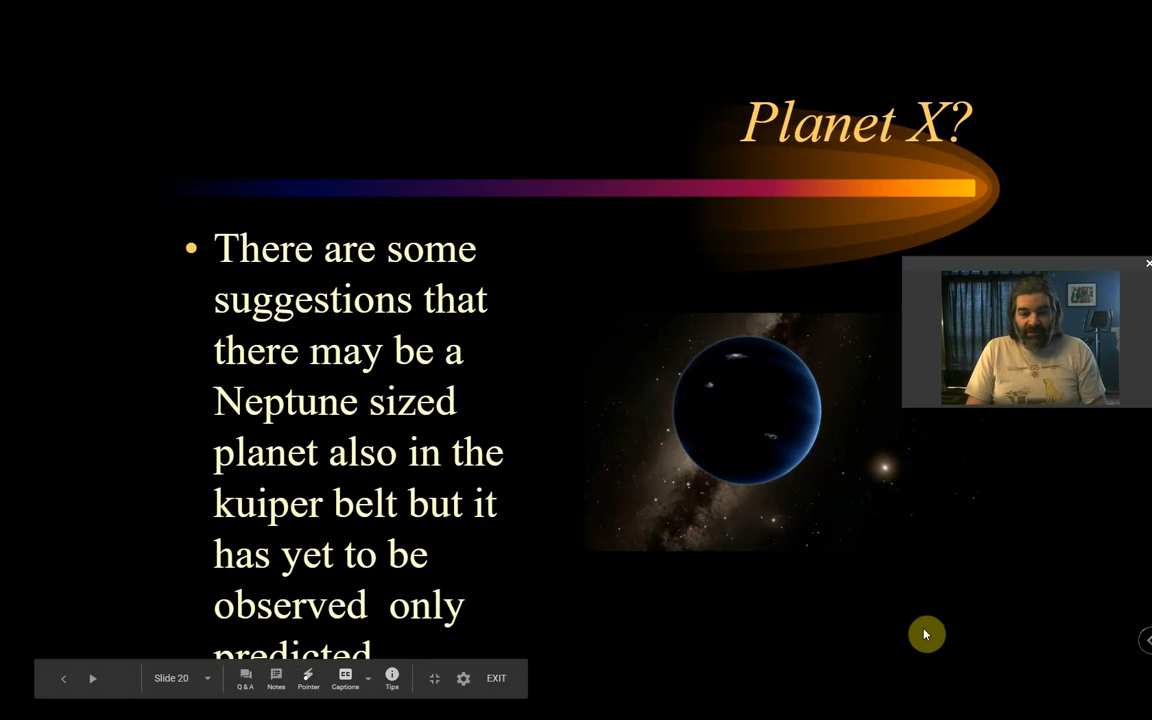 Planet X?
• There are some
suggestions that
there may be a
Neptune sized
planet also in the
kuiper belt but it
has yet to be
observed only
predicted
Slide 20
Q & A
Notes
Pointer
Captions
Tips
EXIT